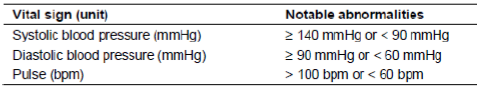 Vital sign (unit) Notable abnormalities
Systolic blood pressure (mmHg) ≥ 140 mmHg or < 90 mmHg
Diastolic blood pressure (mmHg) ≥ 90 mmHg or < 60 mmHg
Pulse (bpm) > 100 bpm or < 60 bpm